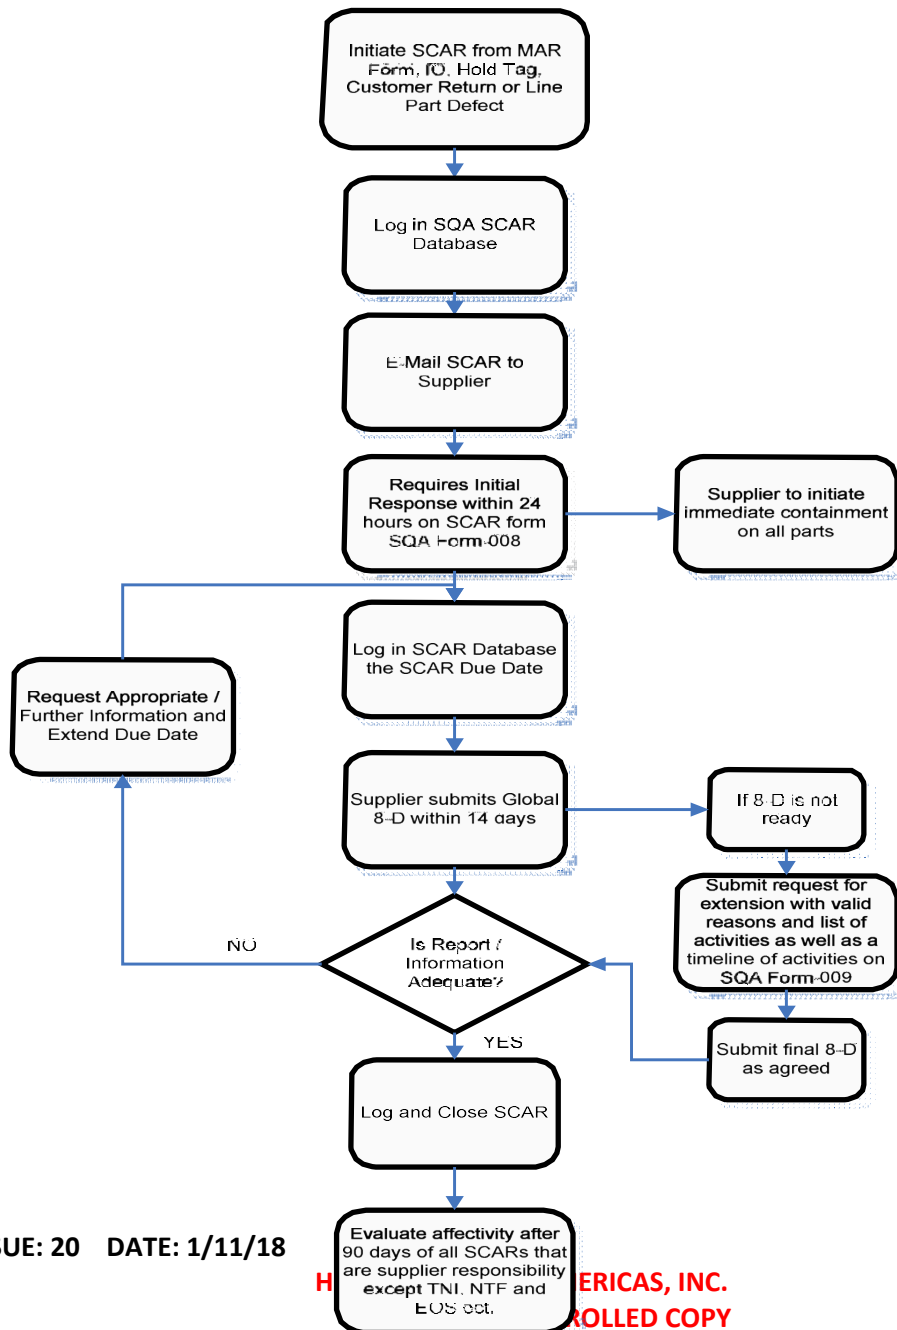 Initiate SCAR from MAR
Form, IO, Hold Tag,
Customer Return or Line
Part Defect
Log in SQA SCAR
Database
E-Mail SCAR to
Supplier
Requires Initial
Response within 24
hours on SCAR form
SQA Form-008
Supplier to initiate
immediate containment
on all parts
Log in SCAR Database
the SCAR Due Date
Request Appropriate /
Further Information and
Extend Due Date
Supplier submits Global
8-D within 14 days
If 8-D is not
ready
Submit request for
extension with valid
reasons and list of
activities as well as a
timeline of activities on
SQA Form-009
NO
Is Report /
Information
Adequate?
YES
Submit final 8-D
as agreed
Log and Close SCAR
Evaluate affectivity after
90 days of all SCARs that
are supplier responsibility
except TNI, NTF and
EOS ect.
SUE: 20 DATE: 1/11/18
H ERICAS, INC.
ROLLED COPY